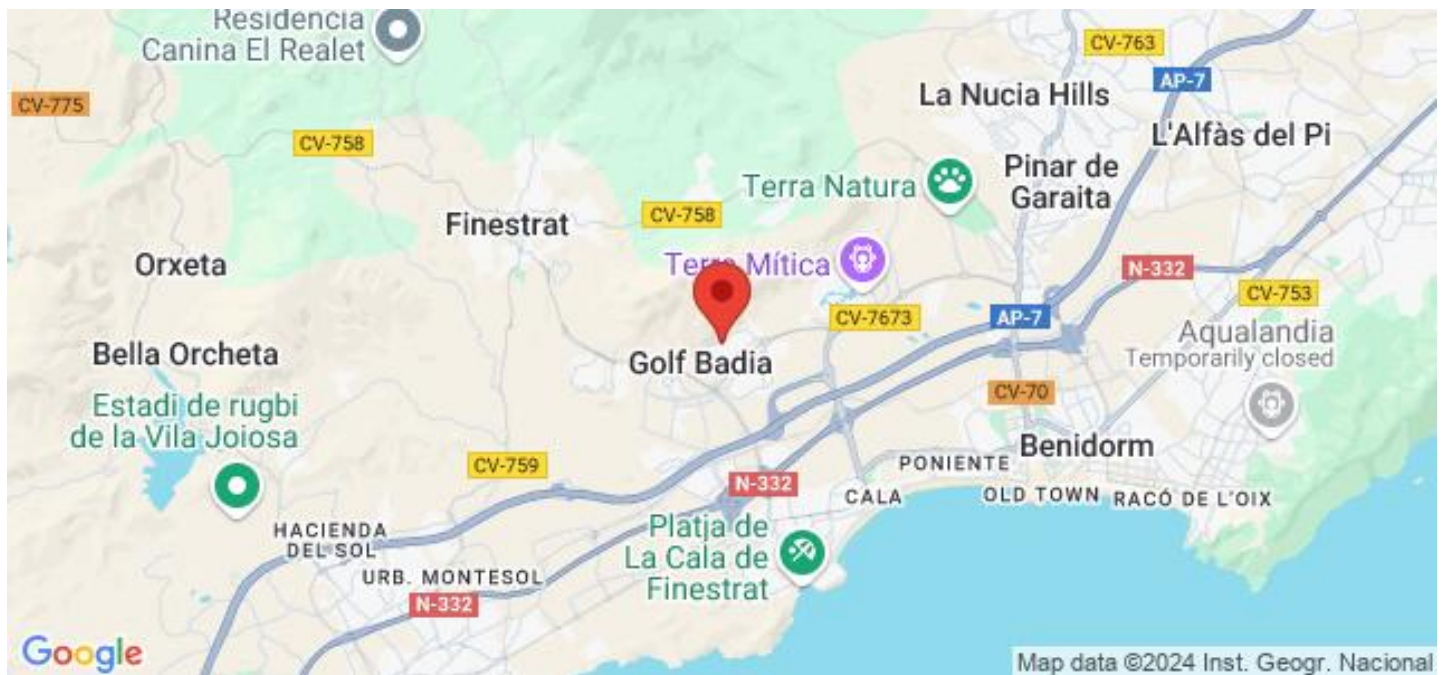 Residencia
Canina El Realet
CV-763
AP-7
CV-775
La Nucia Hills
L'Alfàs del Pi
CV-758
Terra Natura
Pinar de
Garaita
CV-758
Finestrat
Orxeta
Terra Mítica
N-332
CV-753
CV-7673
AP-7
Aqualandia
Temporarily closed
Bella Orcheta
Golf Badia
CV-70
Estadi de rugbi
de la Vila Joiosa
Benidorm
CV-759
PONIENTE
N-332
CALA
OLD TOWN
RACÓ DE L'OIX
HACIENDA
DEL SOL
Platja de
La Cala de
Finestrat
URB. MONTESOL
N-332
Google
Map data ©2024 Inst. Geogr. Nacional